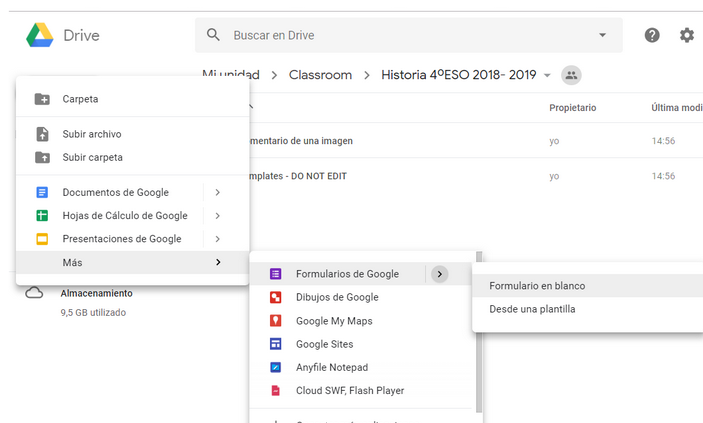 Drive
Buscar en Drive
Mi unidad > Classroom > Historia 4ºESO 2018- 2019
Carpeta
Subir archivo
Subir carpeta
Documentos de Google
Hojas de Cálculo de Google
Presentaciones de Google
Más
Almacenamiento
9,5 GB utilizado
Propietario
Última modi
mentario de una imagen
yo
14:56
mplates - DO NOT EDIT
yo
14:56
Formularios de Google
Dibujos de Google
Google My Maps
Google Sites
Anyfile Notepad
Cloud SWF, Flash Player
Formulario en blanco
Desde una plantilla